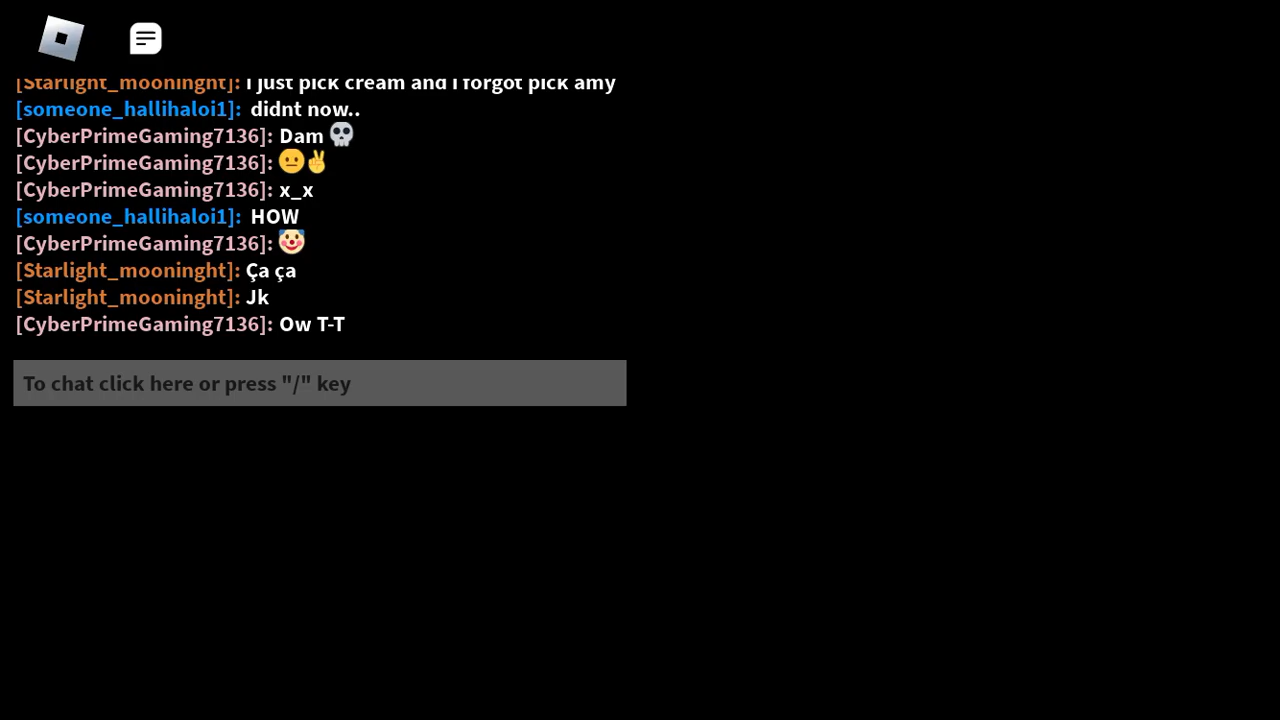 [Starlight_mooninght]: I just pick cream and I forgot pick amy
[someone_hallihaloi1]: didnt now..
[CyberPrimeGaming7136]: Dam 💀
[CyberPrimeGaming7136]: 😐✌
[CyberPrimeGaming7136]: x_x
[someone_hallihaloi1]: HOW
[CyberPrimeGaming7136]: 🤡
[Starlight_mooninght]: Ça ça
[Starlight_mooninght]: Jk
[CyberPrimeGaming7136]: Ow T-T
To chat click here or press "/" key